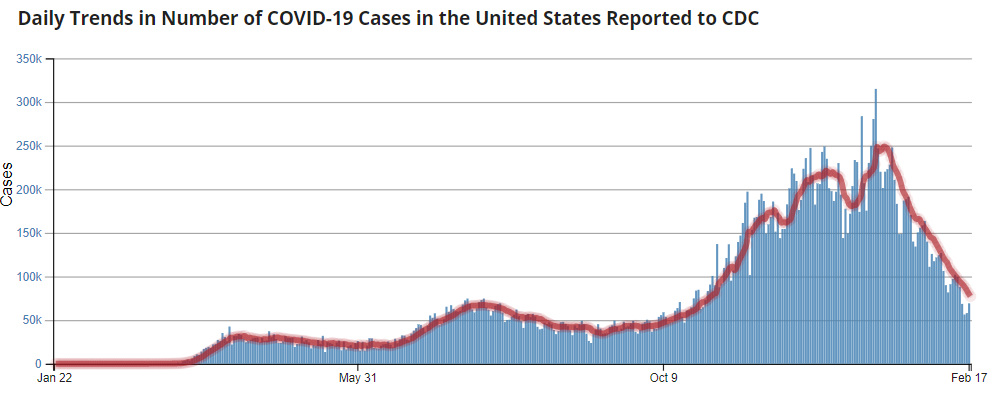 Daily Trends in Number of COVID-19 Cases in the United States Reported to CDC
350k
300k
250k
200k
150k
100k
50k
0
Cases
Jan 22
May 31
Oct 9
Feb 17